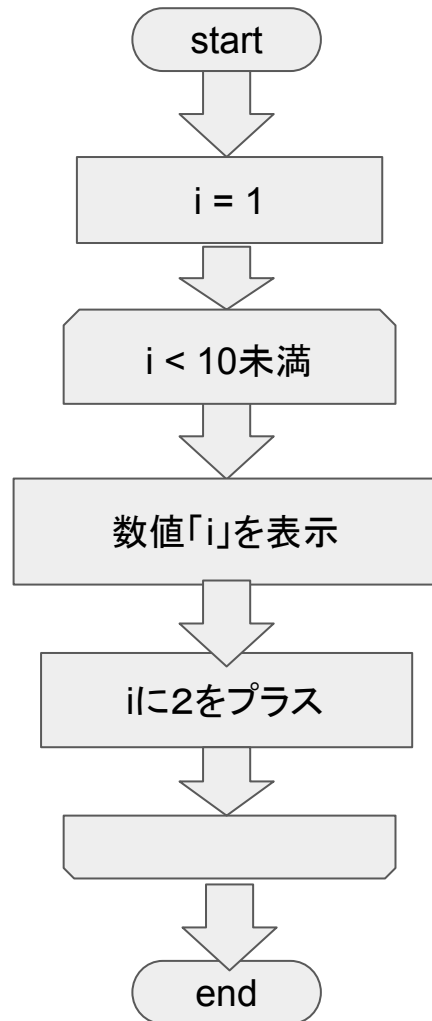 start
i = 1
i < 10未満
数値「i」を表示
iに2をプラス
end